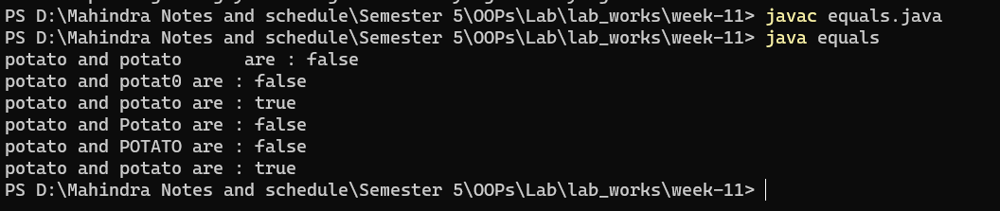 PS D:\Mahindra Notes and schedule\Semester 5\OOPs\Lab\lab_works\week-11> javac equals.java
PS D:\Mahindra Notes and schedule\Semester 5\OOPs\Lab\lab_works\week-11> java equals
potato and potato      are : false
potato and potat0 are : false
potato and potato are : true
potato and Potato are : false
potato and POTATO are : false
potato and potato are : true
PS D:\Mahindra Notes and schedule\Semester 5\OOPs\Lab\lab_works\week-11>